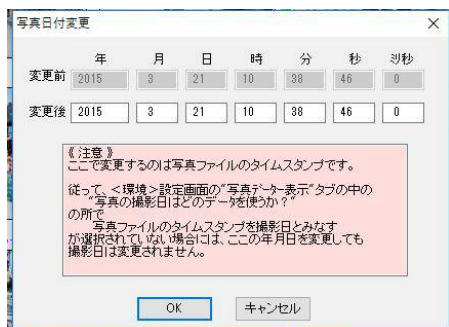 写真日付変更
年 月 日 時 分 秒 ミリ秒
変更前 2015 3 21 10 38 46 0
変更後 2015 3 21 10 38 46 0
《 注意 》
ここで変更するのは写真ファイルのタイムスタンプです。
従って、<環境>設定画面の"写真データー表示"タブの中の
"写真の撮影日はどのデータを使うか?"
の所で
写真ファイルのタイムスタンプを撮影日とみなす
が選択されていない場合には、ここの年月日を変更しても
撮影日は変更されません。
OK キャンセル